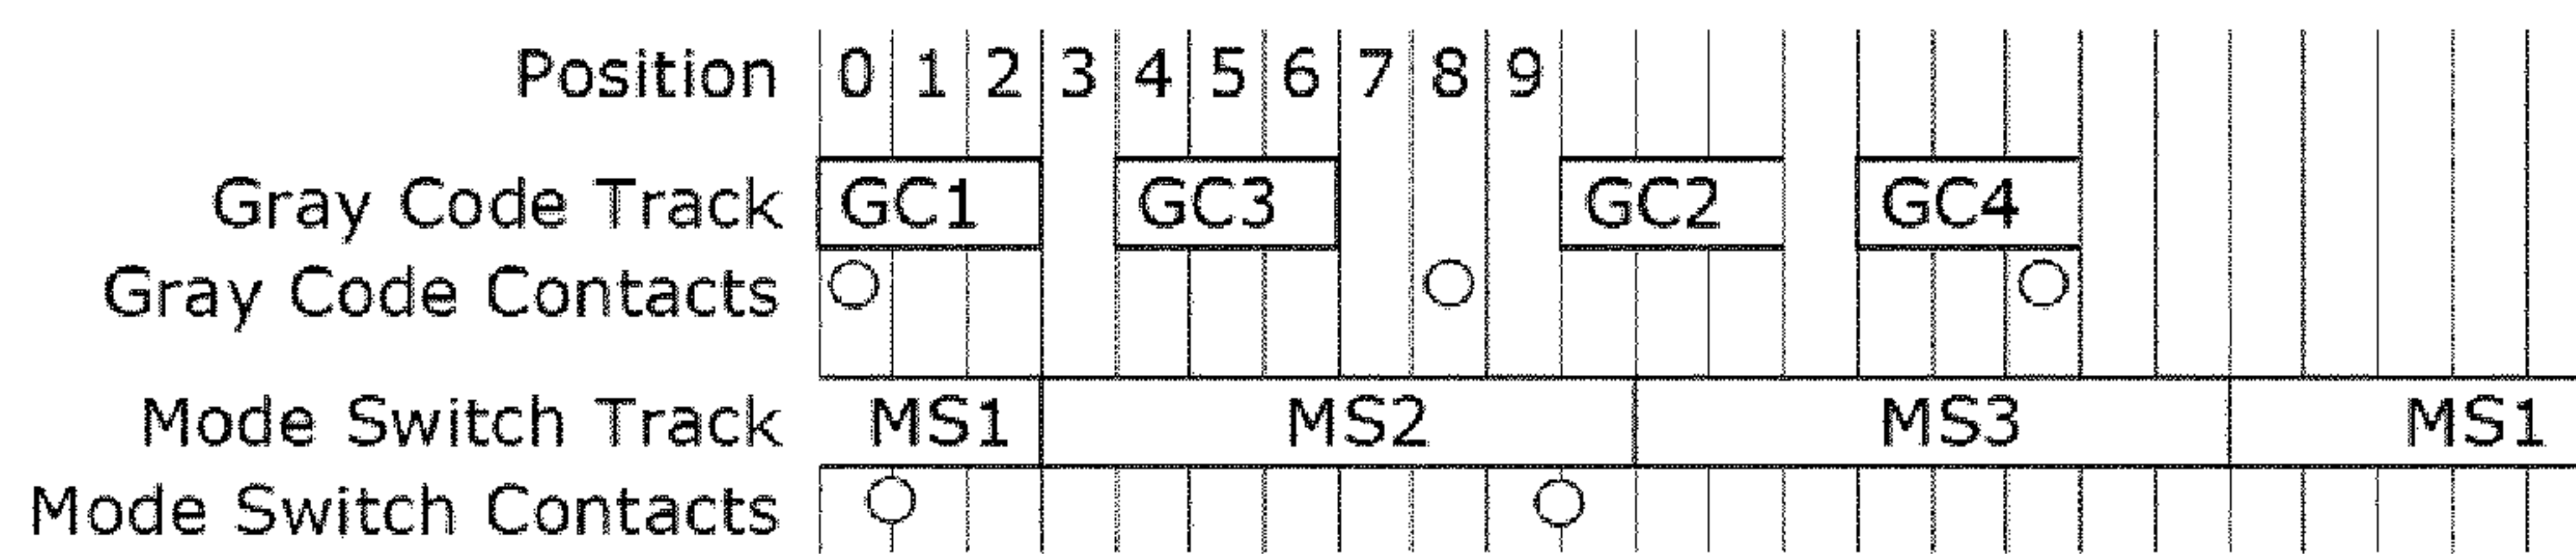 Position 0 1 2 3 4 5 6 7 8 9
Gray Code Track GC1 GC3 GC2 GC4
Gray Code Contacts
Mode Switch Track MS1 MS2 MS3 MS1
Mode Switch Contacts